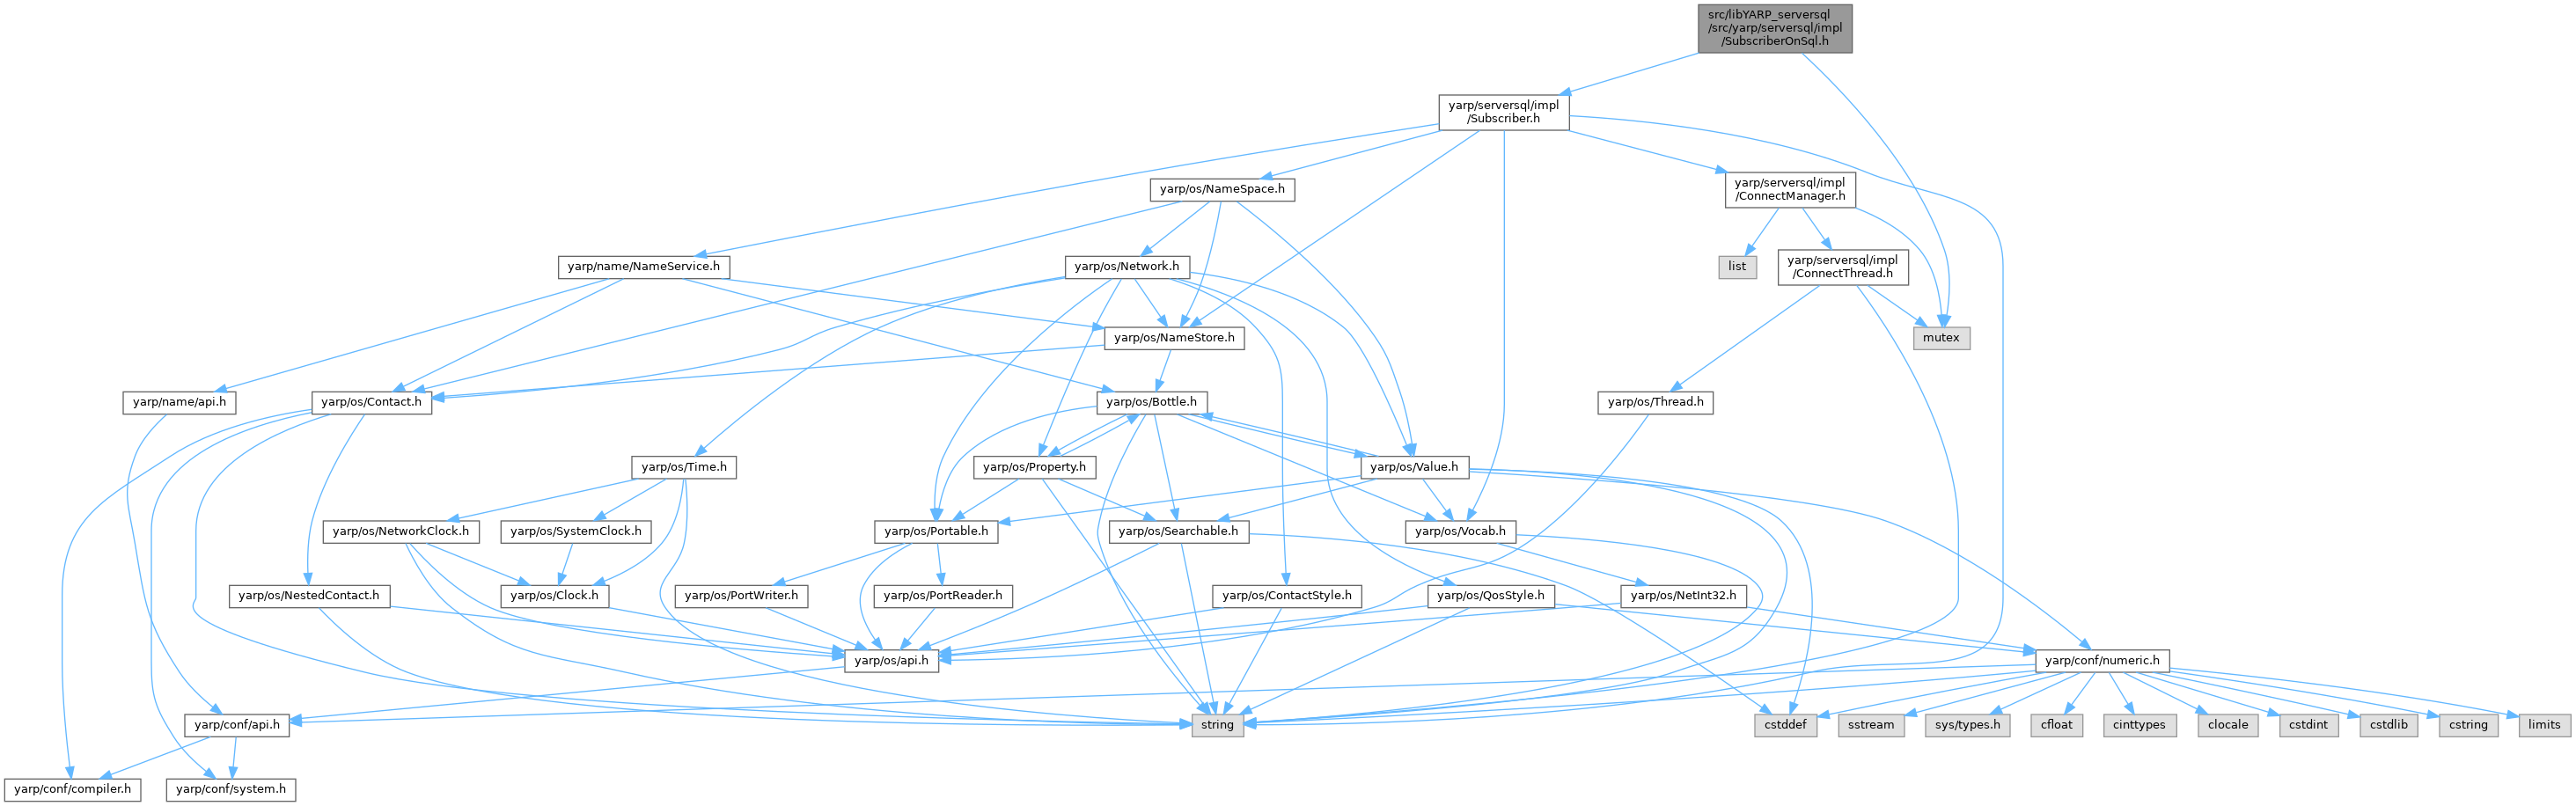 src/libYARP_serversql
/src/yarp/serversql/impl
/SubscriberOnSql.h
yarp/serversql/impl
/Subscriber.h
yarp/os/NameSpace.h
yarp/serversql/impl
/ConnectManager.h
yarp/name/NameService.h
yarp/os/Network.h
list
yarp/serversql/impl
/ConnectThread.h
yarp/os/NameStore.h
mutex
yarp/name/api.h
yarp/os/Contact.h
yarp/os/Bottle.h
yarp/os/Thread.h
yarp/os/Time.h
yarp/os/Property.h
yarp/os/Value.h
yarp/os/NetworkClock.h
yarp/os/SystemClock.h
yarp/os/Portable.h
yarp/os/Searchable.h
yarp/os/Vocab.h
yarp/os/NestedContact.h
yarp/os/Clock.h
yarp/os/PortWriter.h
yarp/os/PortReader.h
yarp/os/ContactStyle.h
yarp/os/QosStyle.h
yarp/os/NetInt32.h
yarp/os/api.h
yarp/conf/numeric.h
yarp/conf/api.h
string
cstddef
sstream
sys/types.h
cfloat
cinttypes
clocale
cstdint
cstdlib
cstring
limits
yarp/conf/compiler.h
yarp/conf/system.h